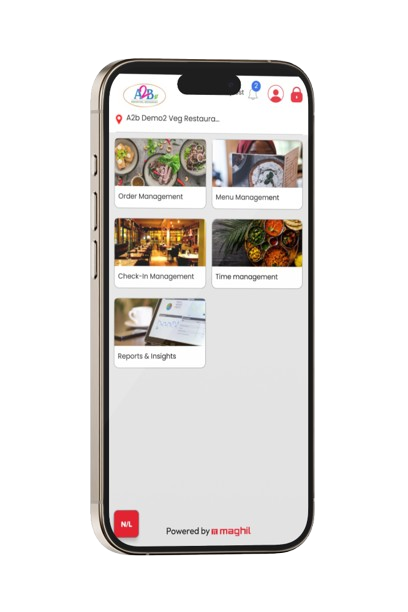 A2B
2
A2b Demo2 Veg Restaura...
Order Management
Menu Management
Check-In Management
Time management
Reports & Insights
N/L
Powered by maghil